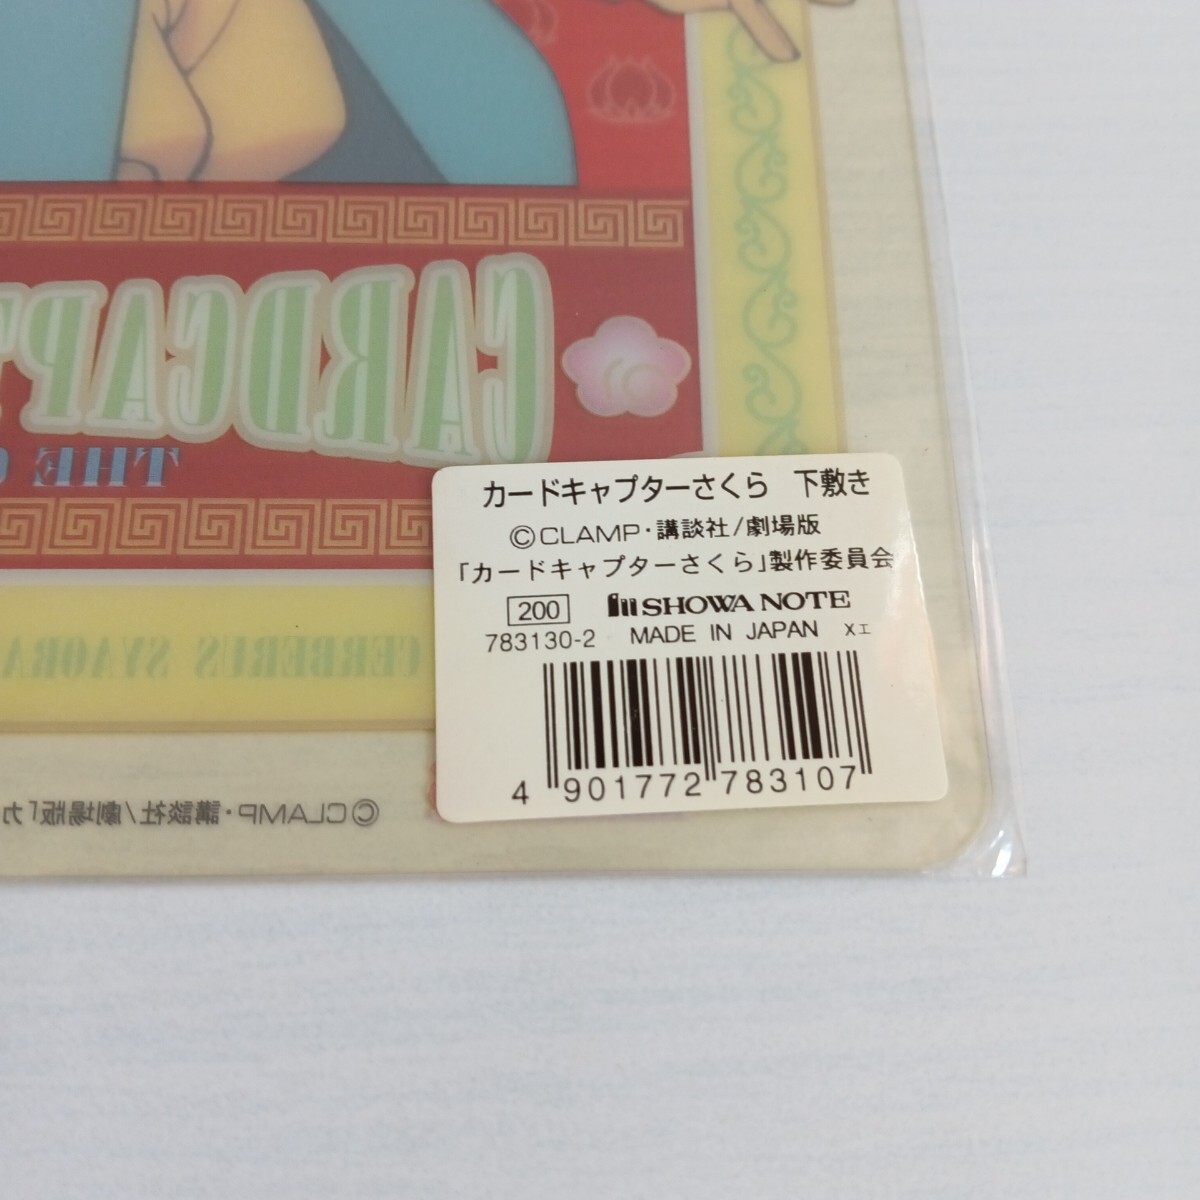 CARDCAPT
THE C
カードキャプターさくら 下敷き
©CLAMP・講談社/劇場版
「カードキャプターさくら」製作委員会
200 SHOWA NOTE
783130-2 MADE IN JAPAN Xエ
4 901772 783107
CERBERUS SYAORA
©CLAMP・講談社/劇場版「カ